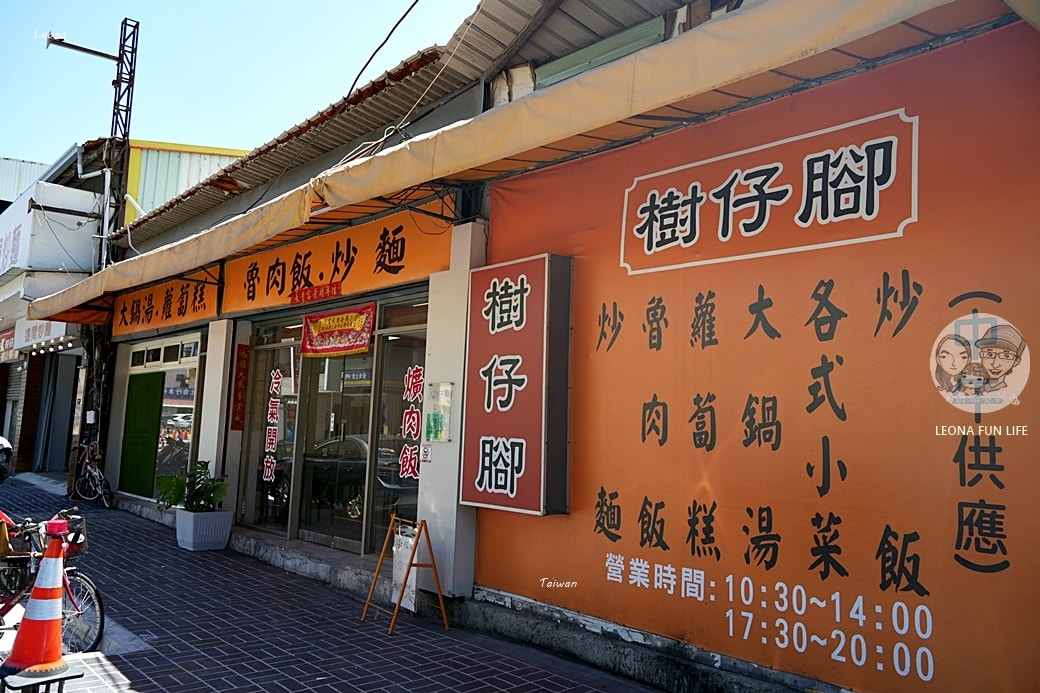 Leona
大鍋湯.蘿蔔糕
魯肉飯.炒麵
冷氣開放
爌肉飯
樹仔腳
樹仔腳
(中午供應)
炒飯
各式小菜
大鍋湯
蘿蔔糕
魯肉飯
炒麵
營業時間:10:30~14:00
17:30~20:00
LEONA FUN LIFE
Taiwan